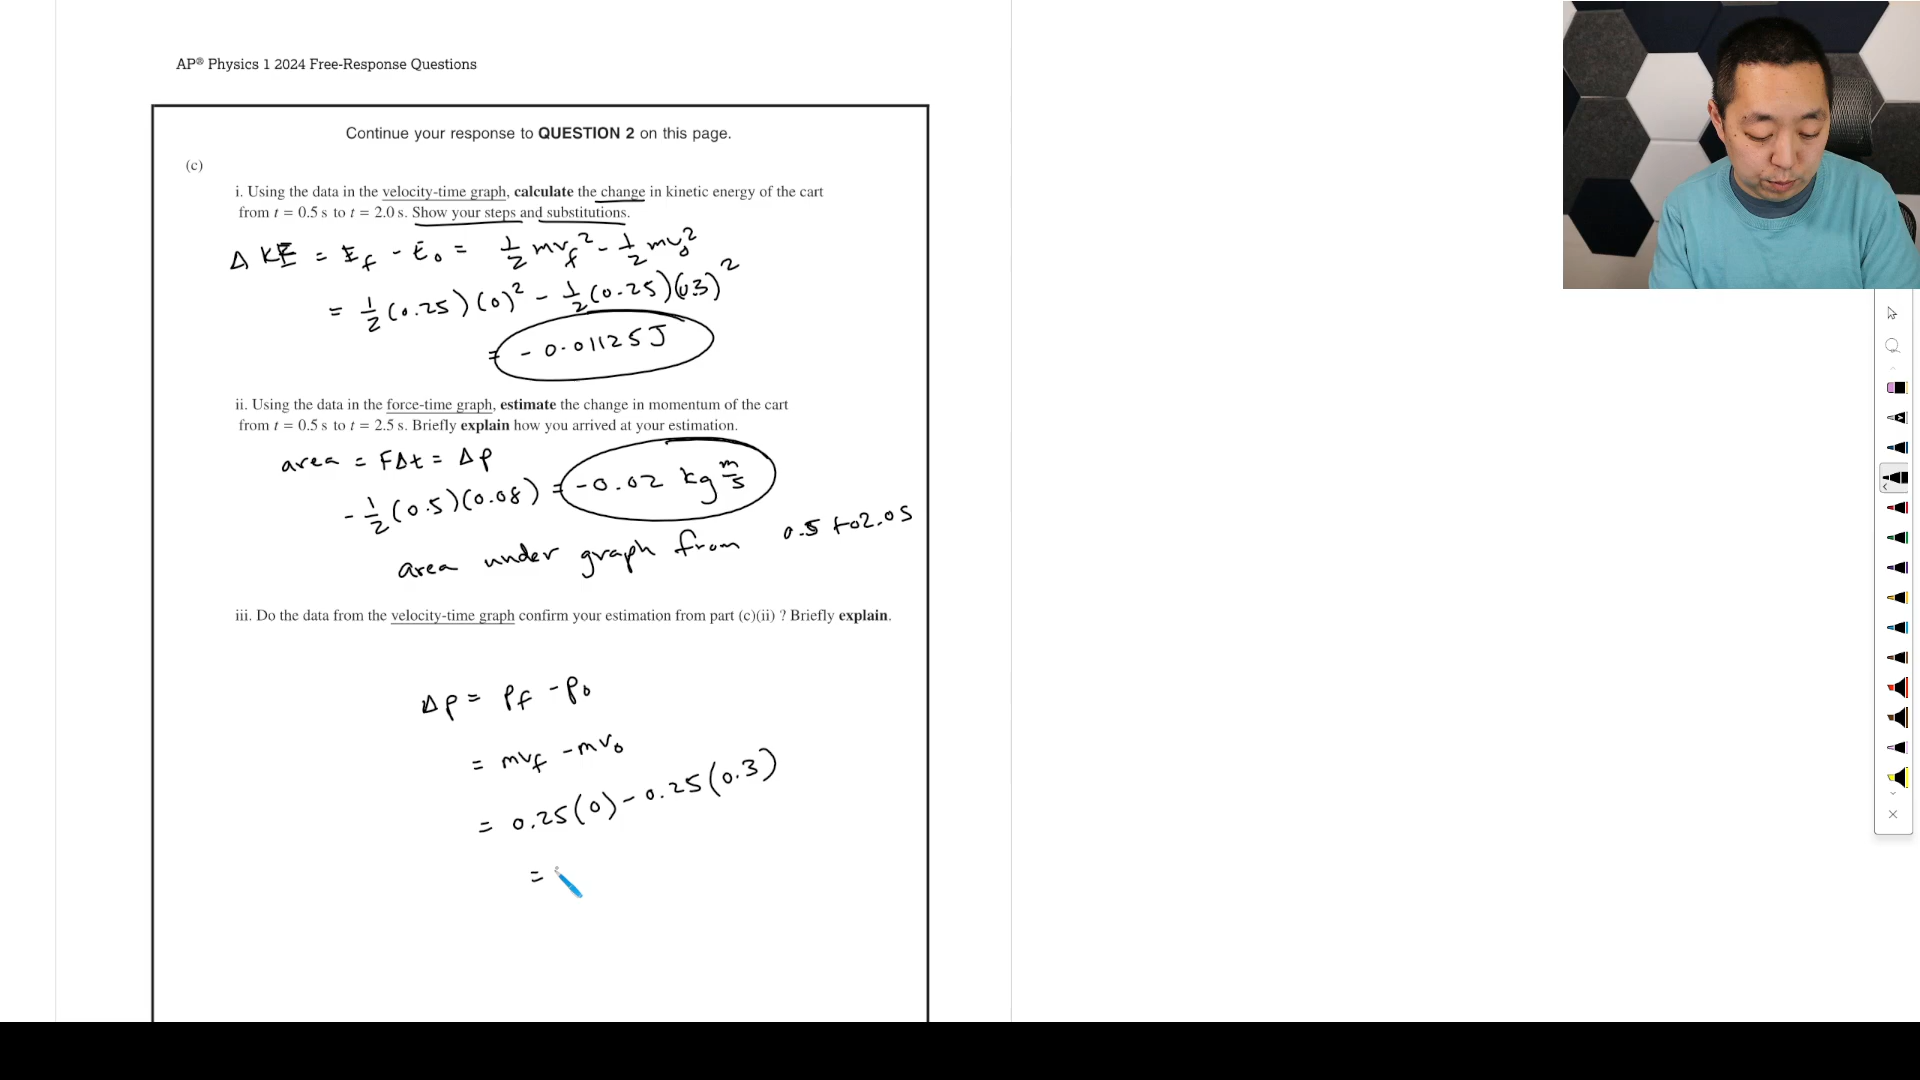 AP® Physics 1 2024 Free-Response Questions
Continue your response to QUESTION 2 on this page.
(c)
i. Using the data in the velocity-time graph, calculate the change in kinetic energy of the cart
from t = 0.5 s to t = 2.0 s. Show your steps and substitutions.
Δ KE = E_f - E_0 = 1/2 mv_f² - 1/2 mv_0²
= 1/2 (0.25)(0)² - 1/2 (0.25)(0.3)²
= - 0.01125 J
ii. Using the data in the force-time graph, estimate the change in momentum of the cart
from t = 0.5 s to t = 2.5 s. Briefly explain how you arrived at your estimation.
area = FΔt = Δp
- 1/2 (0.5)(0.08) = -0.02 kg m/s
area under graph from 0.5 to 2.0 s
iii. Do the data from the velocity-time graph confirm your estimation from part (c)(ii) ? Briefly explain.
Δp = p_f - p_0
= mv_f - mv_0
= 0.25(0) - 0.25(0.3)
=